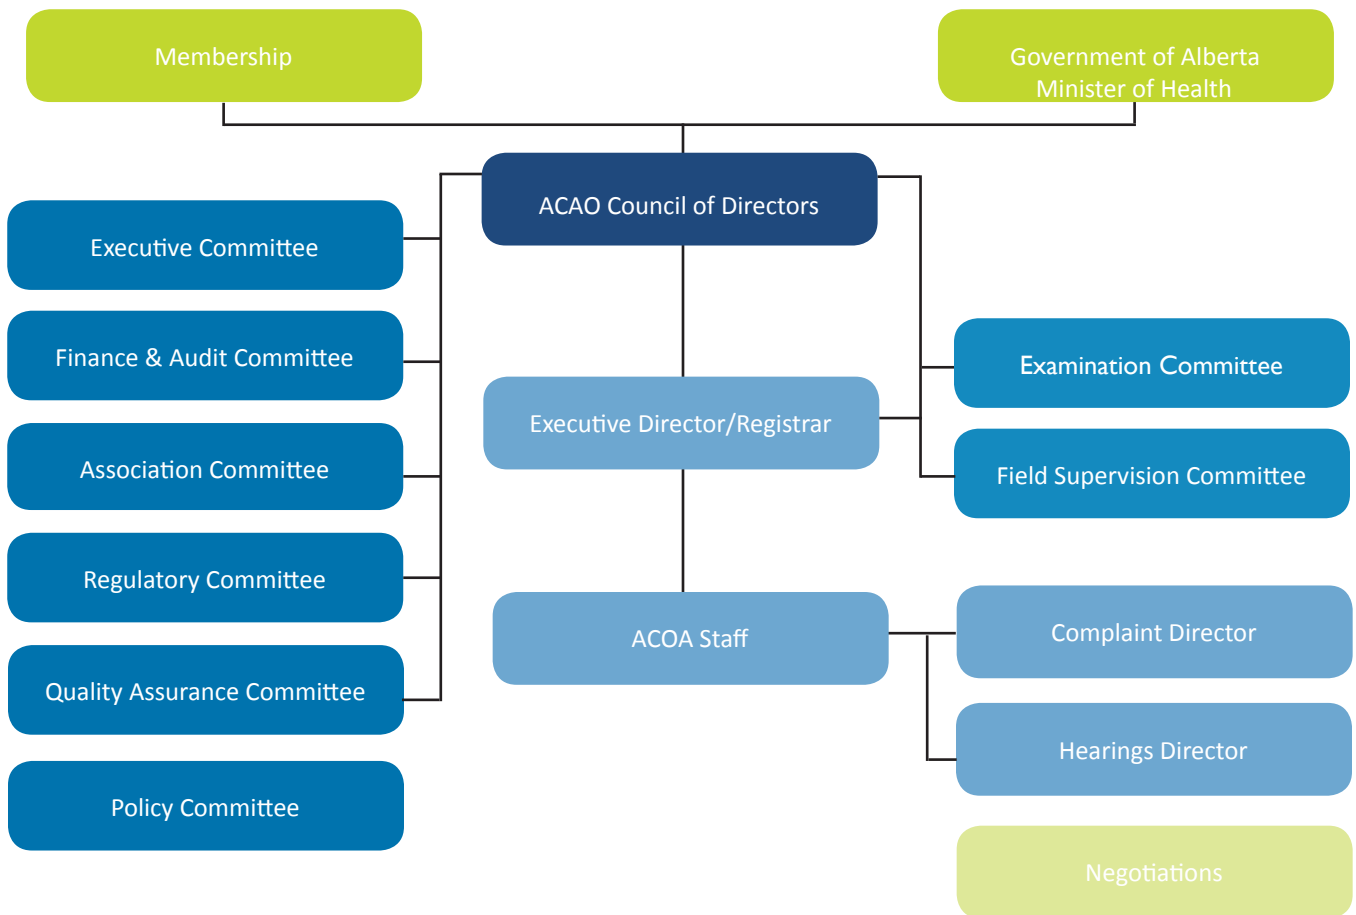 Membership
Government of Alberta
Minister of Health
ACAO Council of Directors
Executive Committee
Finance & Audit Committee
Examination Committee
Executive Director/Registrar
Association Committee
Field Supervision Committee
Regulatory Committee
ACOA Staff
Complaint Director
Quality Assurance Committee
Hearings Director
Policy Committee
Negotiations